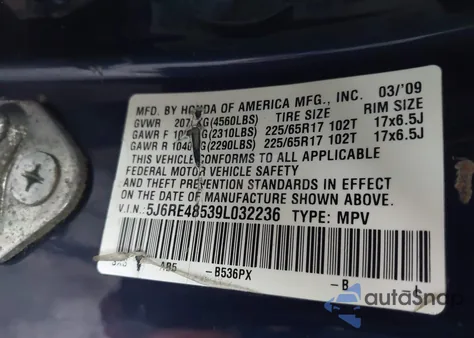 MFD. BY HONDA OF AMERICA MFG., INC. 03/'09
GVWR (4560LBS) TIRE SIZE RIM SIZE
GAWR F (2310LBS) 225/65R17 102T 17x6.5J
GAWR R (2290LBS) 225/65R17 102T 17x6.5J
THIS VEHICLE CONFORMS TO ALL APPLICABLE
FEDERAL MOTOR VEHICLE SAFETY, BUMPER,
AND THEFT PREVENTION STANDARDS IN EFFECT
ON THE DATE OF MANUFACTURE SHOWN ABOVE.
V.I.N.: 5J6RE48539L032236 TYPE: MPV
AB5 -B536PX -B
autoSnap